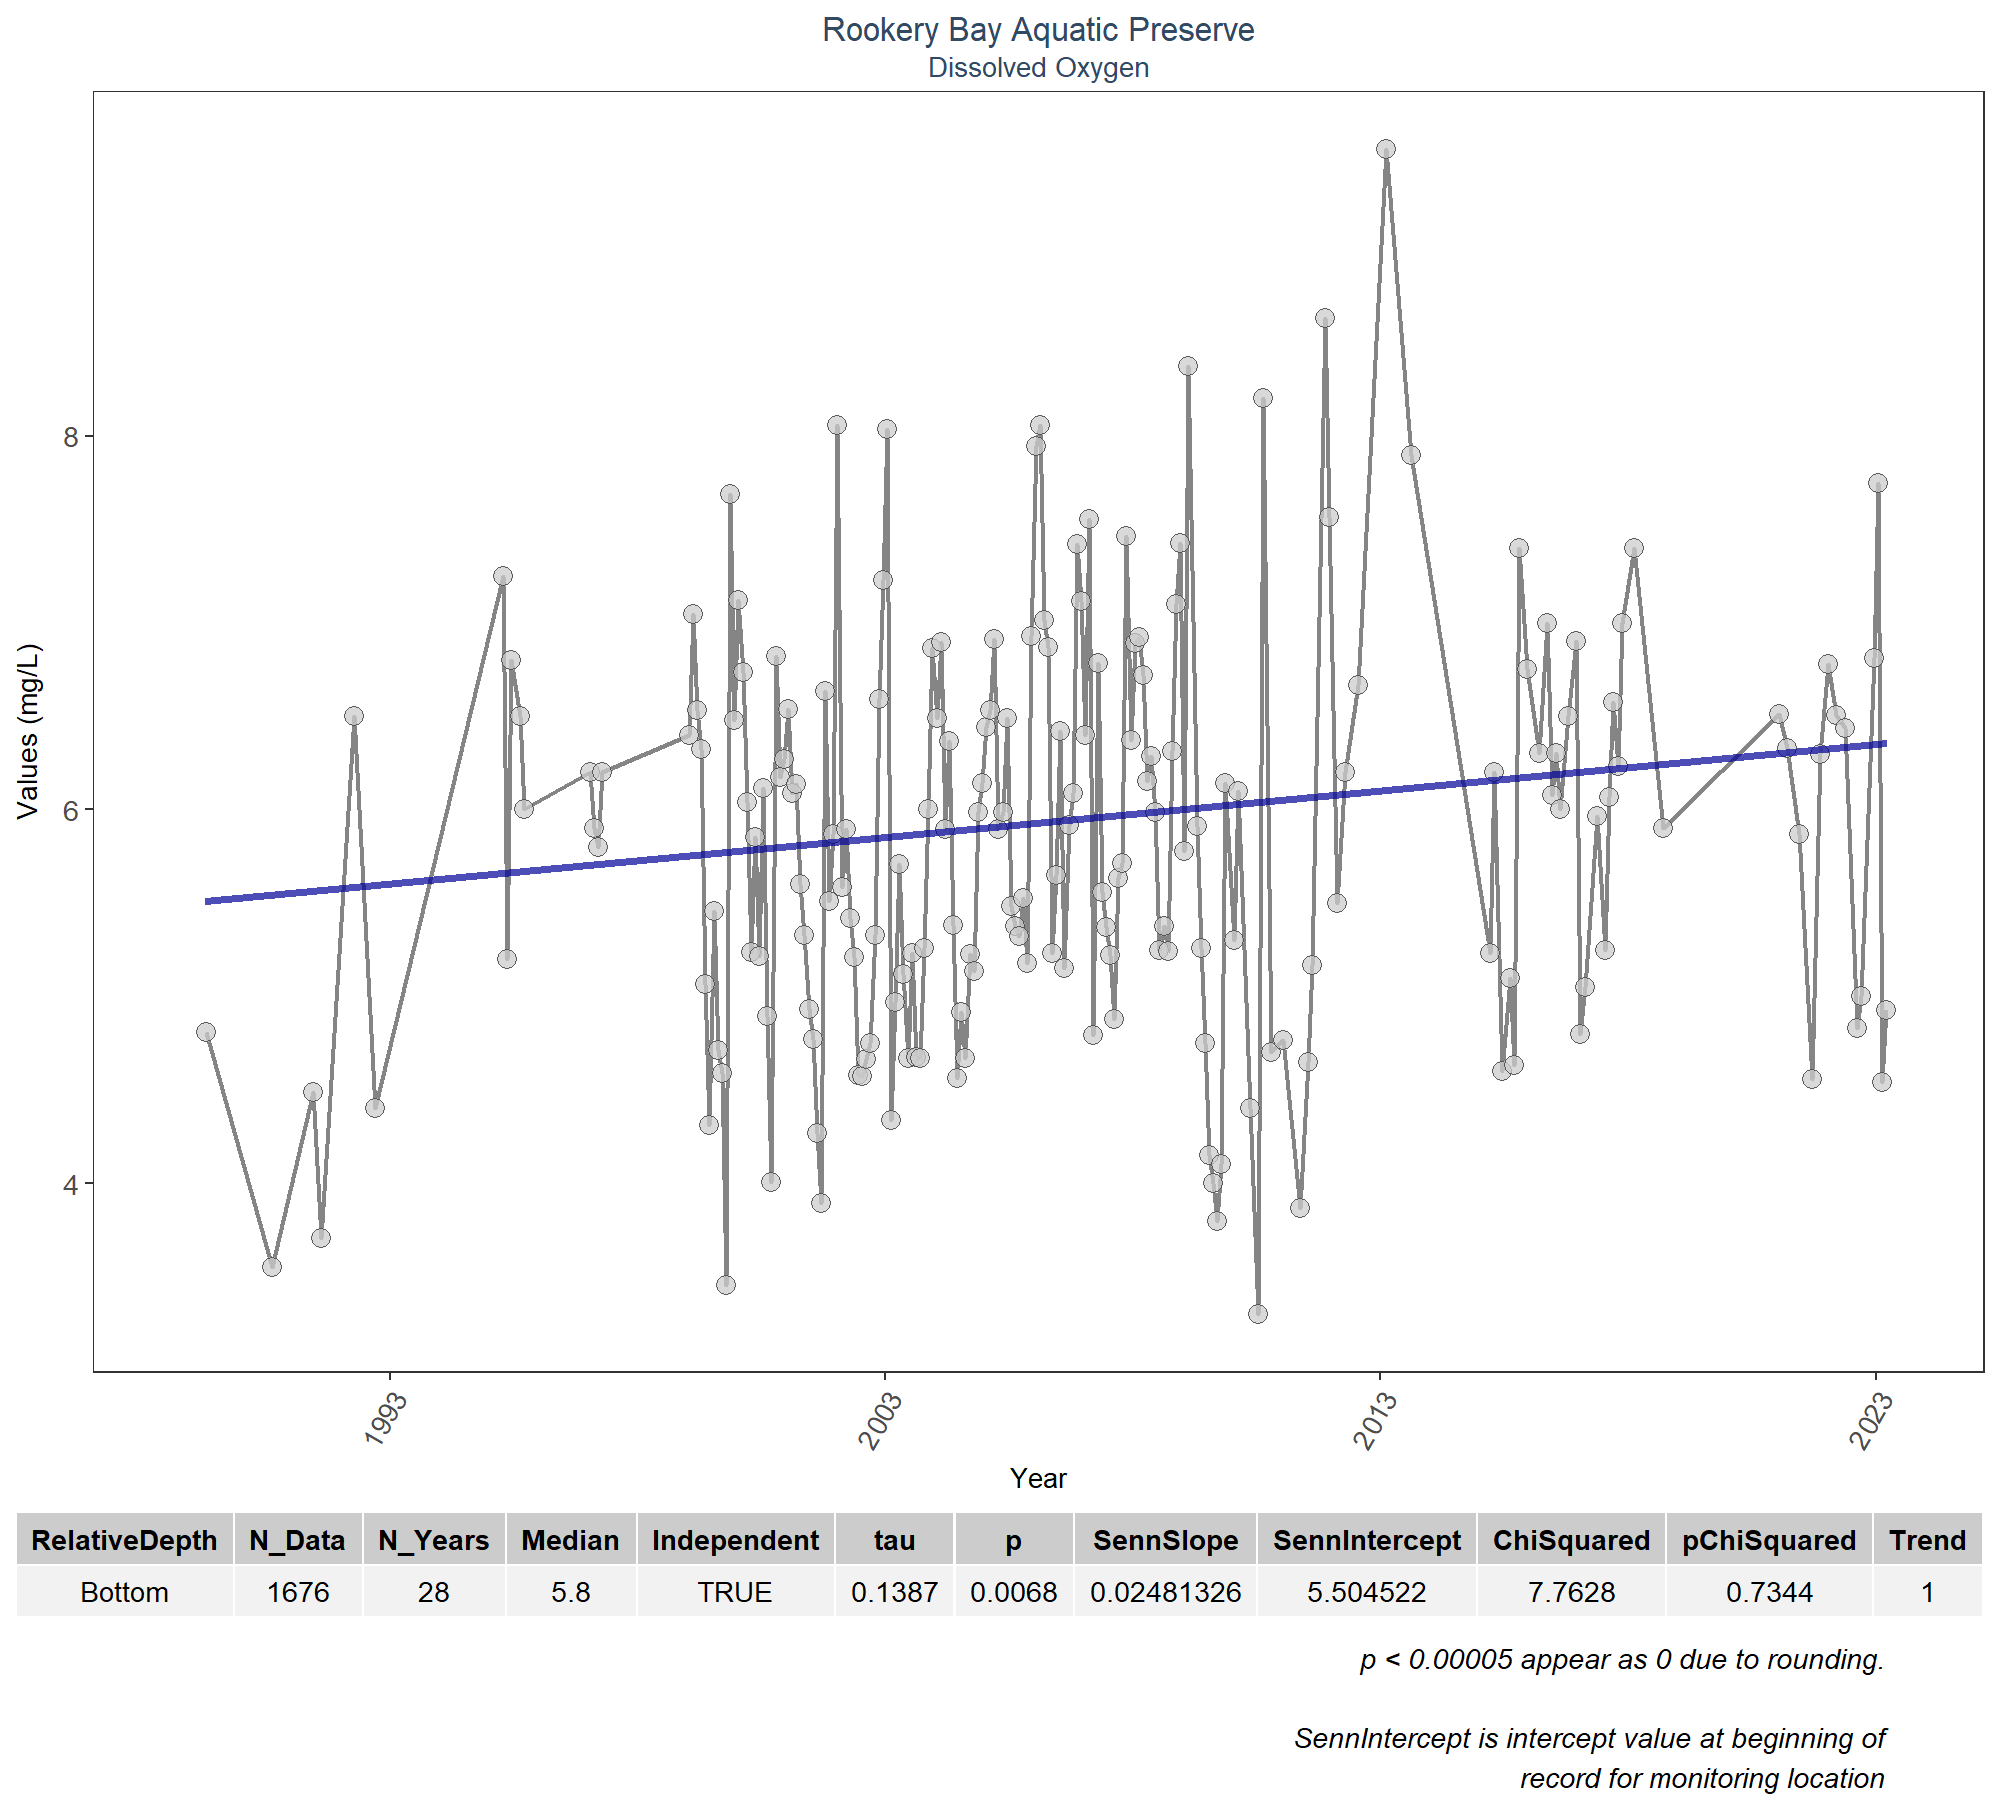 Rookery Bay Aquatic Preserve
Dissolved Oxygen
Values (mg/L)
8
6
4
1993 2003 2013 2023
Year
RelativeDepth N_Data N_Years Median Independent tau p SennSlope SennIntercept ChiSquared pChiSquared Trend
Bottom 1676 28 5.8 TRUE 0.1387 0.0068 0.02481326 5.504522 7.7628 0.7344 1
p < 0.00005 appear as 0 due to rounding.
SennIntercept is intercept value at beginning of
record for monitoring location